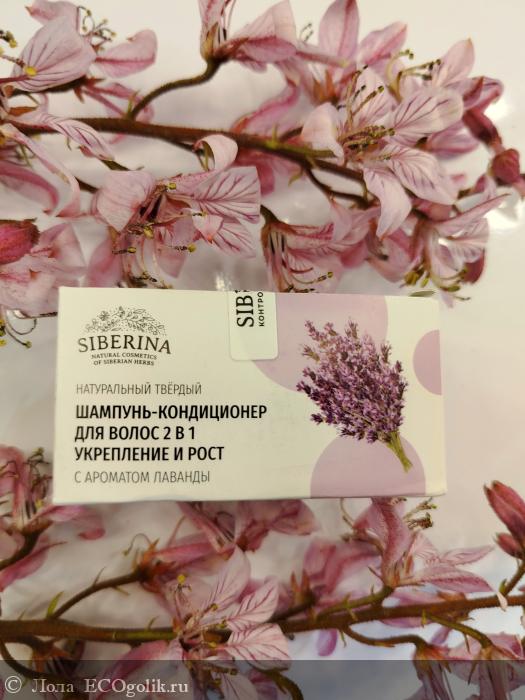 SIBERINA
NATURAL COSMETICS
OF SIBERIAN HERBS
SIB
КОНТРО
НАТУРАЛЬНЫЙ ТВЁРДЫЙ
ШАМПУНЬ-КОНДИЦИОНЕР
ДЛЯ ВОЛОС 2 В 1
УКРЕПЛЕНИЕ И РОСТ
С АРОМАТОМ ЛАВАНДЫ
© Лола ECOgolik.ru